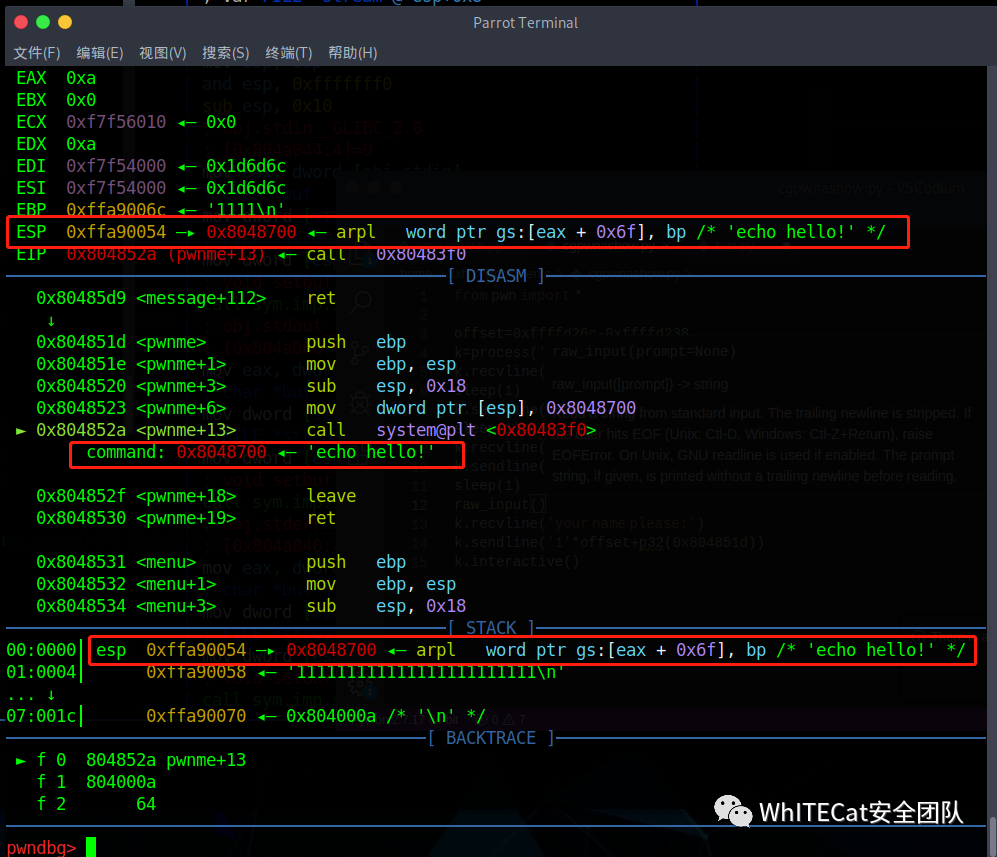 ; var FILE *stream @ esp+0x8
Parrot Terminal
文件(F) 编辑(E) 视图(V) 搜索(S) 终端(T) 帮助(H)
EAX 0xa
EBX 0x0
ECX 0xf7f56010 ◂— 0x0
EDX 0xa
EDI 0xf7f54000 ◂— 0x1d6d6c
ESI 0xf7f54000 ◂— 0x1d6d6c
EBP 0xffa9006c ◂— '1111\n'
ESP 0xffa90054 —▸ 0x8048700 ◂— arpl word ptr gs:[eax + 0x6f], bp /* 'echo hello!' */
EIP 0x804852a (pwnme+13) ◂— call 0x80483f0
[ DISASM ]
0x80485d9 <message+112> ret
↓
0x804851d <pwnme> push ebp
0x804851e <pwnme+1> mov ebp, esp
0x8048520 <pwnme+3> sub esp, 0x18
0x8048523 <pwnme+6> mov dword ptr [esp], 0x8048700
► 0x804852a <pwnme+13> call system@plt <0x80483f0>
command: 0x8048700 ◂— 'echo hello!'
0x804852f <pwnme+18> leave
0x8048530 <pwnme+19> ret
0x8048531 <menu> push ebp
0x8048532 <menu+1> mov ebp, esp
0x8048534 <menu+3> sub esp, 0x18
[ STACK ]
00:0000│ esp 0xffa90054 —▸ 0x8048700 ◂— arpl word ptr gs:[eax + 0x6f], bp /* 'echo hello!' */
01:0004│ 0xffa90058 ◂— '111111111111111111111111\n'
... ↓
07:001c│ 0xffa90070 ◂— 0x804000a /* '\n' */
[ BACKTRACE ]
► f 0 804852a pwnme+13
f 1 804000a
f 2 64
pwndbg>
WhITECat安全团队